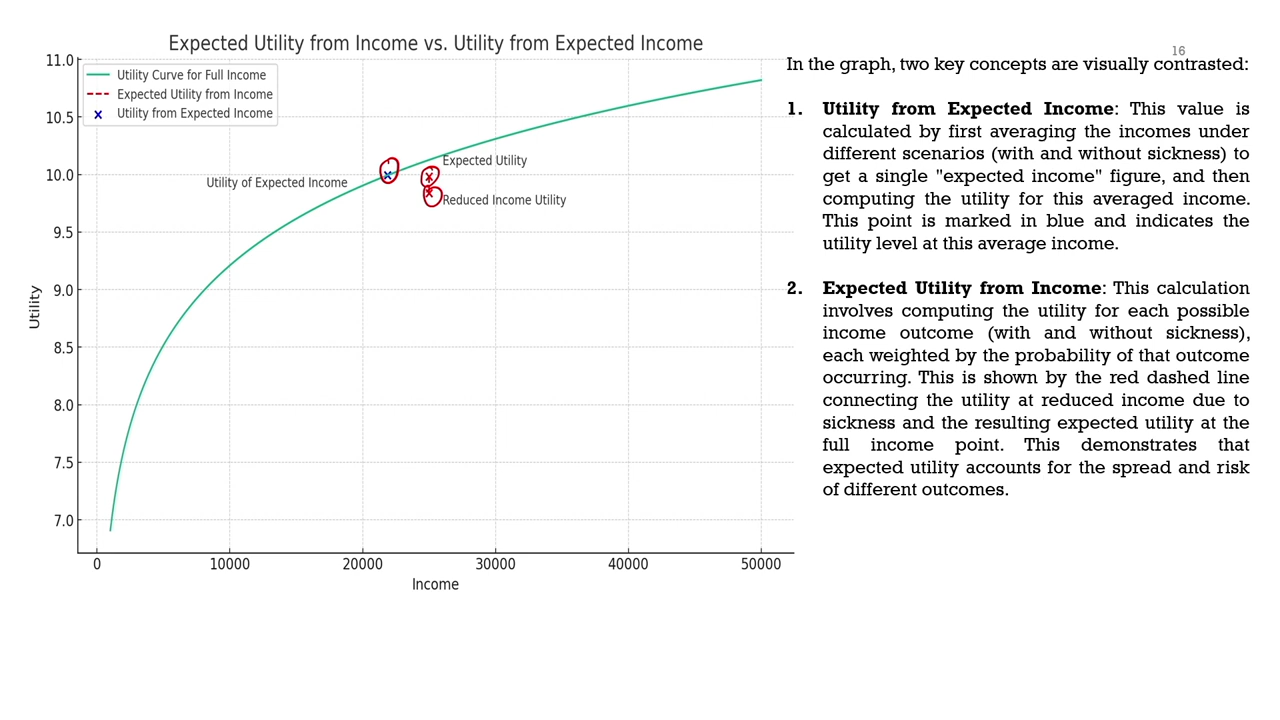 Expected Utility from Income vs. Utility from Expected Income
11.0
10.5
10.0
9.5
9.0
8.5
8.0
7.5
7.0
Utility
Utility Curve for Full Income
Expected Utility from Income
Utility from Expected Income
Expected Utility
Utility of Expected Income
Reduced Income Utility
0 10000 20000 30000 40000 50000
Income
16
In the graph, two key concepts are visually contrasted:
1. Utility from Expected Income: This value is
calculated by first averaging the incomes under
different scenarios (with and without sickness) to
get a single "expected income" figure, and then
computing the utility for this averaged income.
This point is marked in blue and indicates the
utility level at this average income.
2. Expected Utility from Income: This calculation
involves computing the utility for each possible
income outcome (with and without sickness),
each weighted by the probability of that outcome
occurring. This is shown by the red dashed line
connecting the utility at reduced income due to
sickness and the resulting expected utility at the
full income point. This demonstrates that
expected utility accounts for the spread and risk
of different outcomes.